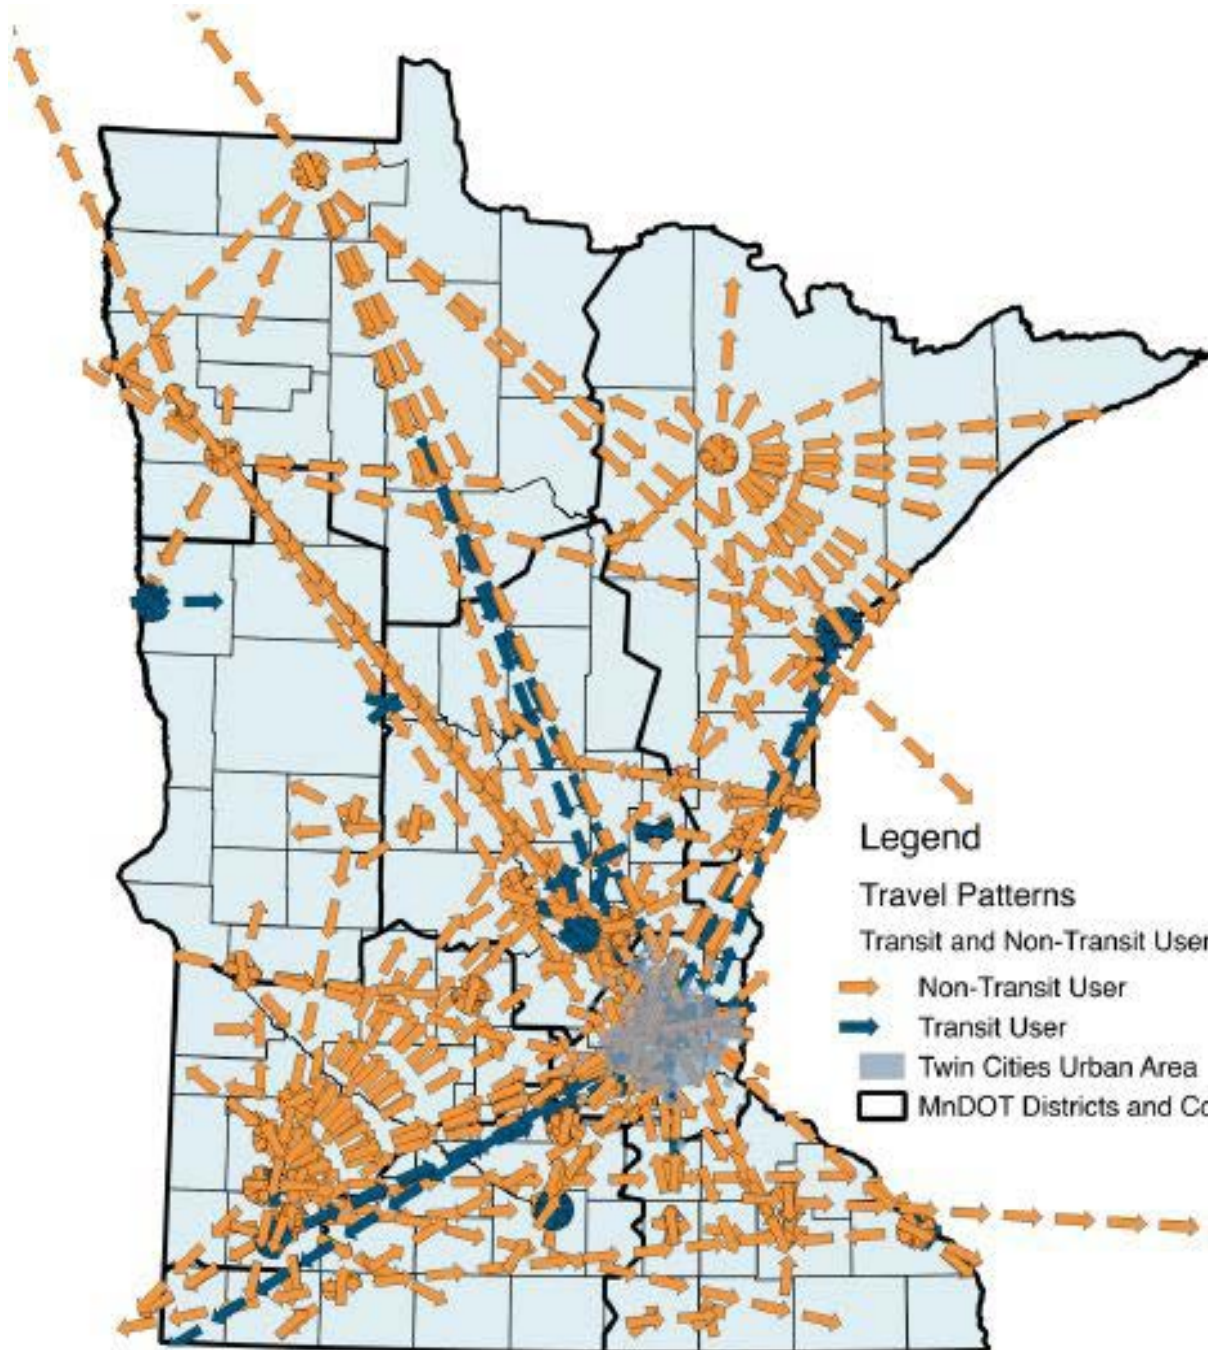 Legend
Travel Patterns
Transit and Non-Transit User
Non-Transit User
Transit User
Twin Cities Urban Area
MnDOT Districts and Co